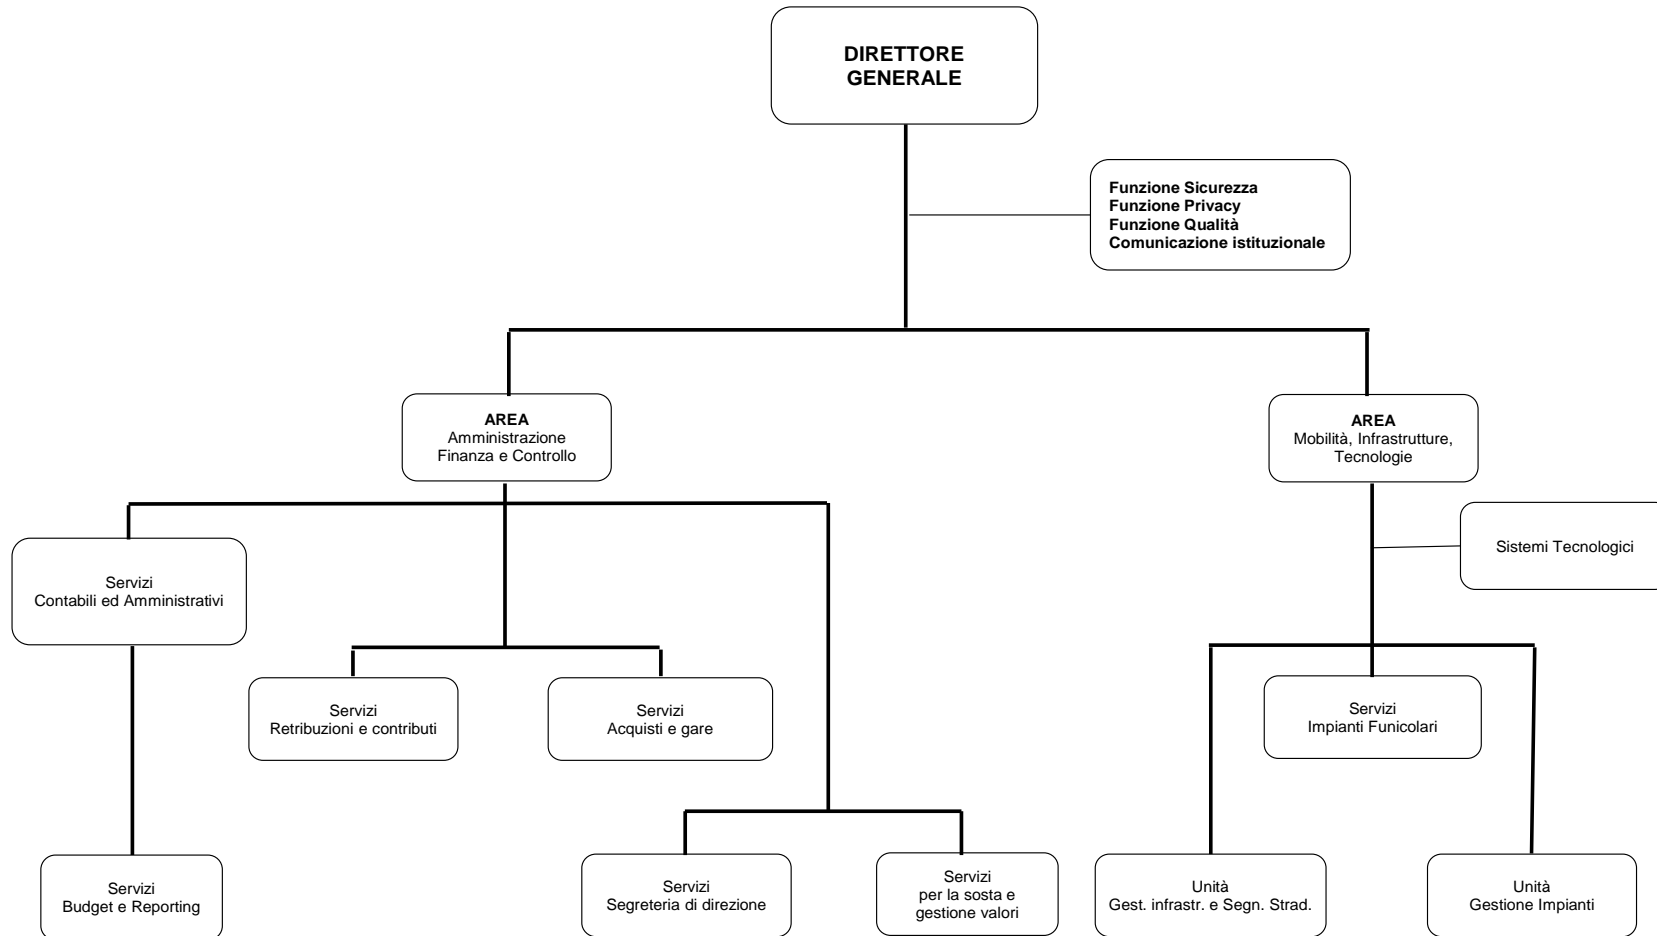 DIRETTORE
GENERALE
Funzione Sicurezza
Funzione Privacy
Funzione Qualità
Comunicazione istituzionale
AREA
Amministrazione
Finanza e Controllo
AREA
Mobilità, Infrastrutture,
Tecnologie
Sistemi Tecnologici
Servizi
Contabili ed Amministrativi
Servizi
Retribuzioni e contributi
Servizi
Acquisti e gare
Servizi
Impianti Funicolari
Servizi
Budget e Reporting
Servizi
Segreteria di direzione
Servizi
per la sosta e
gestione valori
Unità
Gest. infrastr. e Segn. Strad.
Unità
Gestione Impianti